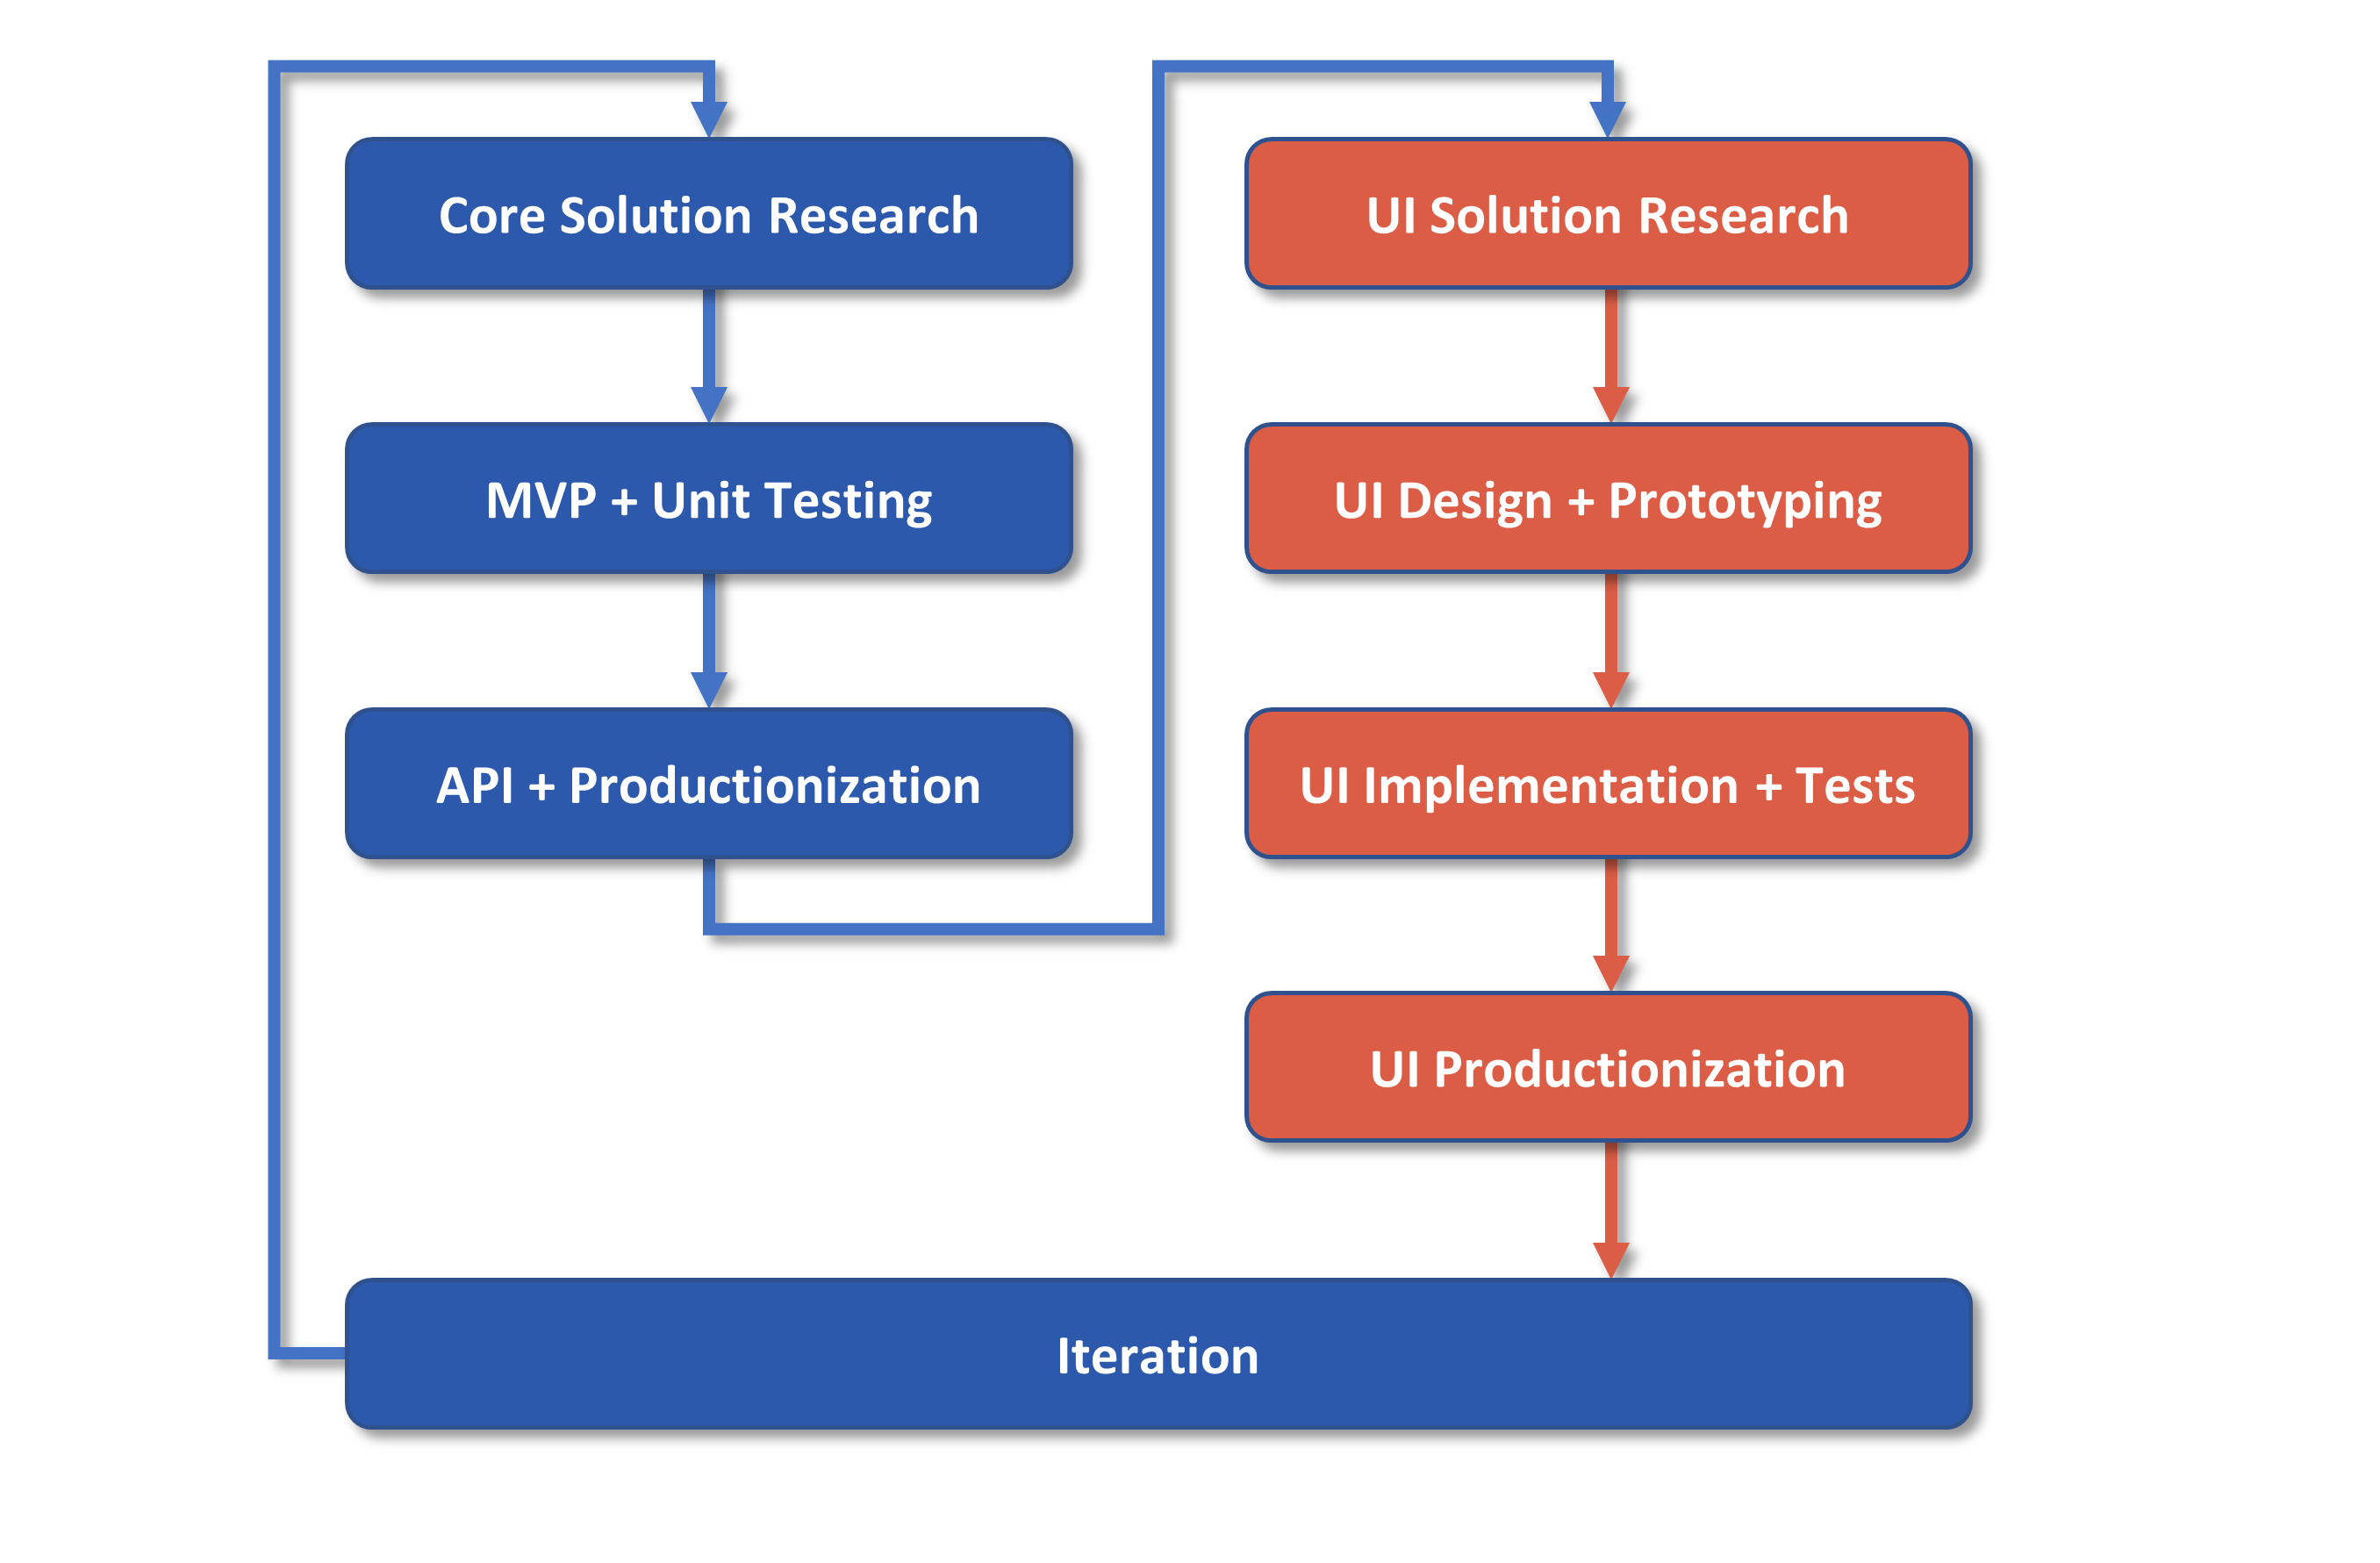 Core Solution Research
MVP + Unit Testing
API + Productionization
UI Solution Research
UI Design + Prototyping
UI Implementation + Tests
UI Productionization
Iteration